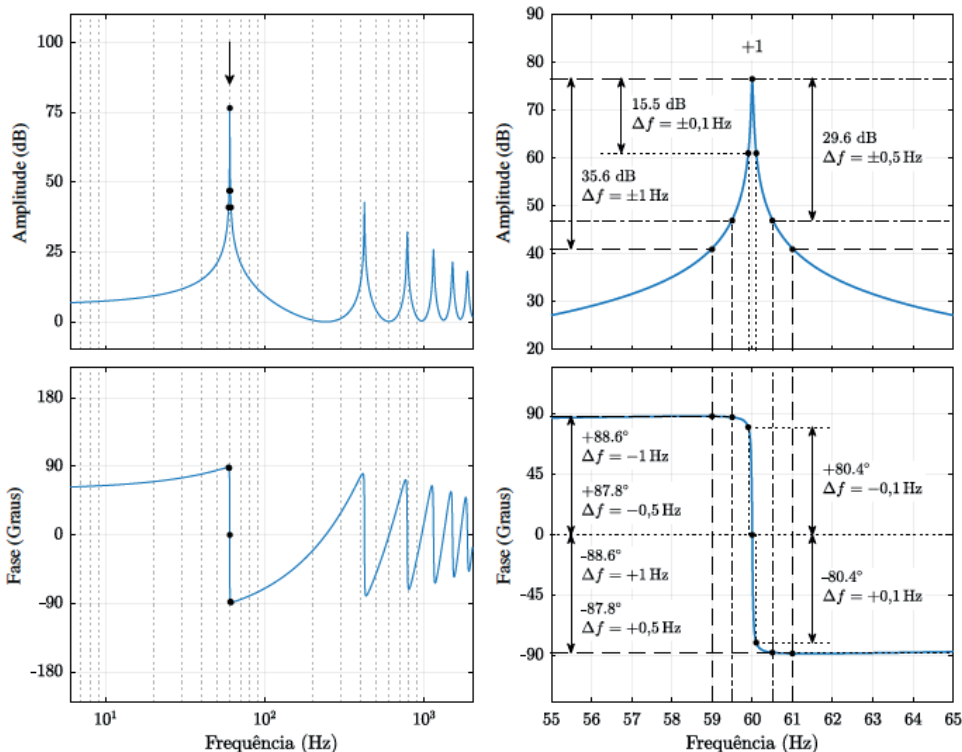 Amplitude (dB)
100
75
50
25
0
Amplitude (dB)
90
80
70
60
50
40
30
20
+1
15.5 dB
Δf = ±0,1 Hz
29.6 dB
Δf = ±0,5 Hz
35.6 dB
Δf = ±1 Hz
Fase (Graus)
180
90
0
-90
-180
10¹ 10² 10³
Frequência (Hz)
Fase (Graus)
90
45
0
-45
-90
+88.6°
Δf = −1 Hz
+87.8°
Δf = −0,5 Hz
+80.4°
Δf = −0,1 Hz
–88.6°
Δf = +1 Hz
–87.8°
Δf = +0,5 Hz
–80.4°
Δf = +0,1 Hz
55 56 57 58 59 60 61 62 63 64 65
Frequência (Hz)